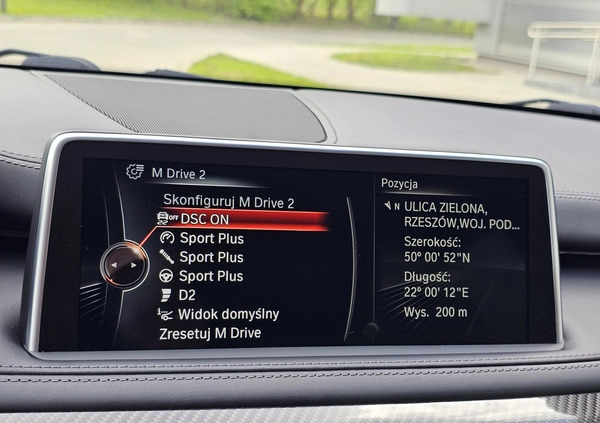 M Drive 2
Skonfiguruj M Drive 2
OFF DSC ON
Sport Plus
Sport Plus
Sport Plus
D2
Widok domyślny
Zresetuj M Drive
Pozycja
N ULICA ZIELONA,
RZESZÓW,WOJ. POD...
Szerokość:
50° 00' 52"N
Długość:
22° 00' 12"E
Wys. 200 m